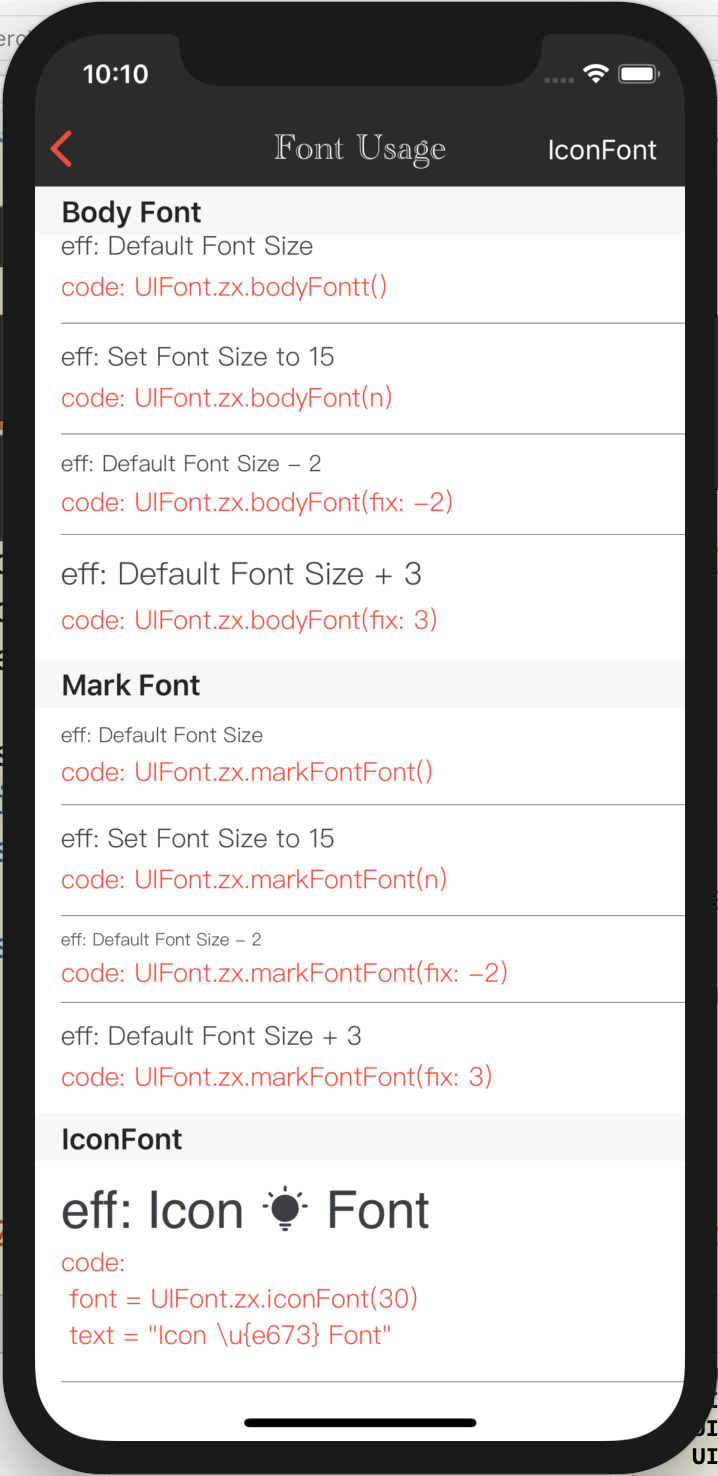 10:10
Font Usage
IconFont
Body Font
eff: Default Font Size
code: UIFont.zx.bodyFontt()
eff: Set Font Size to 15
code: UIFont.zx.bodyFont(n)
eff: Default Font Size - 2
code: UIFont.zx.bodyFont(fix: -2)
eff: Default Font Size + 3
code: UIFont.zx.bodyFont(fix: 3)
Mark Font
eff: Default Font Size
code: UIFont.zx.markFontFont()
eff: Set Font Size to 15
code: UIFont.zx.markFontFont(n)
eff: Default Font Size - 2
code: UIFont.zx.markFontFont(fix: -2)
eff: Default Font Size + 3
code: UIFont.zx.markFontFont(fix: 3)
IconFont
eff: Icon Font
code:
font = UIFont.zx.iconFont(30)
text = "Icon \u{e673} Font"
UI